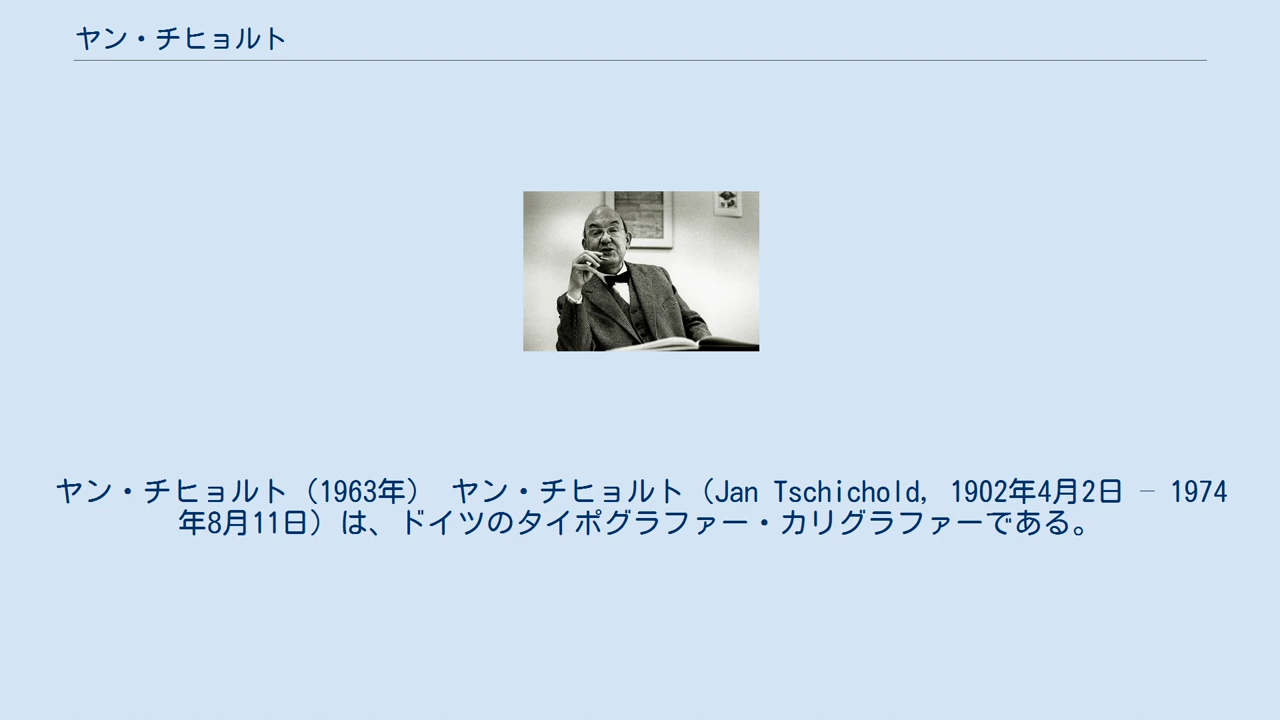 ヤン・チヒョルト
ヤン・チヒョルト（1963年） ヤン・チヒョルト（Jan Tschichold, 1902年4月2日 – 1974
年8月11日）は、ドイツのタイポグラファー・カリグラファーである。